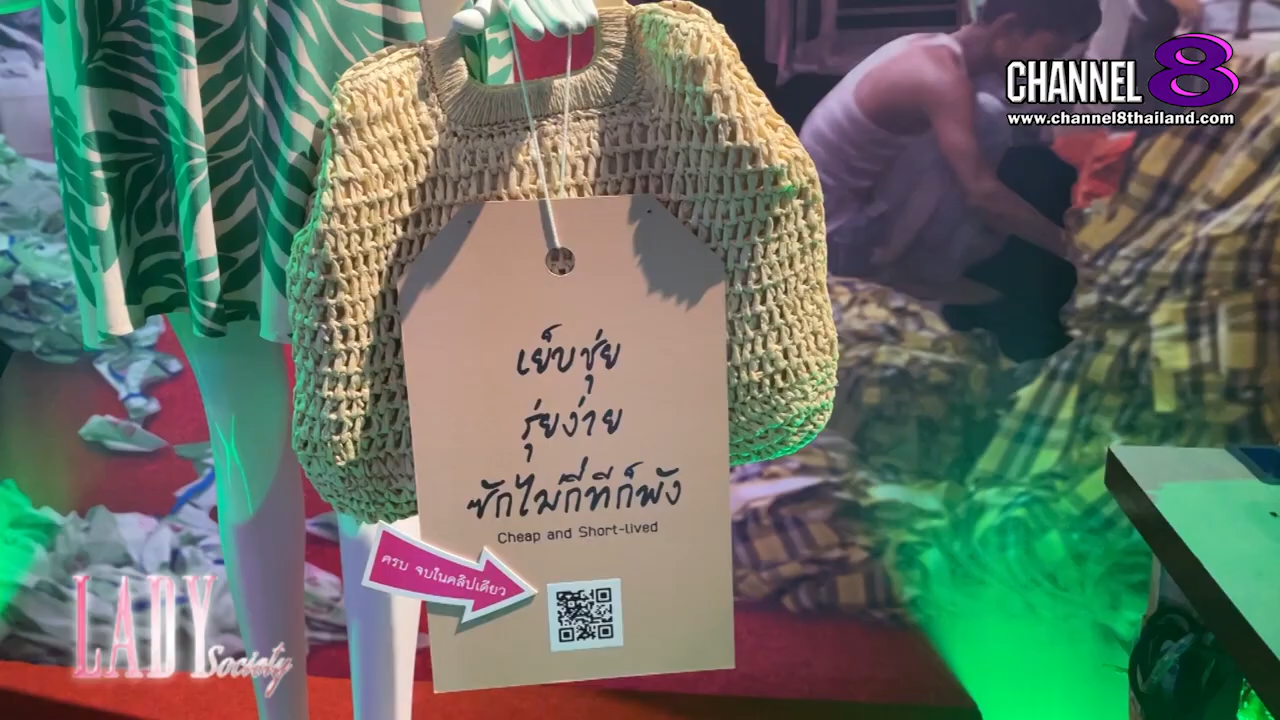 CHANNEL 8
www.channel8thailand.com
เย็บชุ่ย
รุ่ยง่าย
ซักไม่กี่ทีก็พัง
Cheap and Short-lived
ครบ จบในคลิปเดียว
LADY
Society